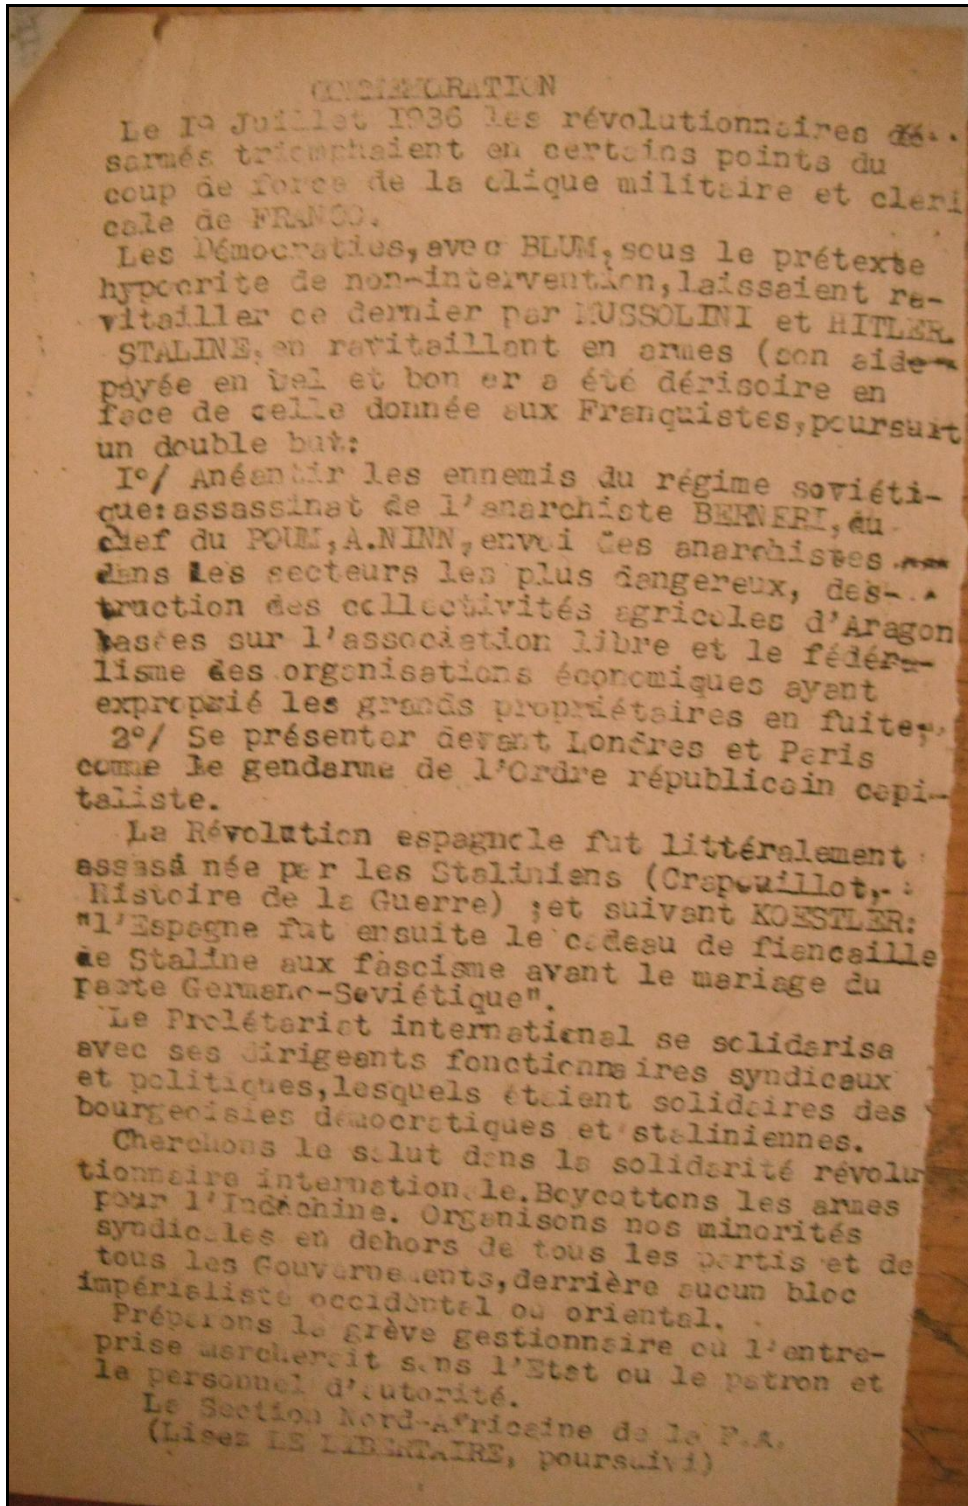 COMMEMORATION
Le I9 Juillet 1936 les révolutionnaires dé-
sarmés triomphaient en certains points du
coup de force de la clique militaire et cléri
cale de FRANCO.
Les Démocraties,avec BLUM,sous le prétexte
hypocrite de non-intervention,laissaient ra-
vitailler ce dernier par MUSSOLINI et HITLER.
STALINE,en ravitaillant en armes (son aide
payée en bel et bon or a été dérisoire en
face de celle donnée aux Franquistes,poursuit
un double but:
I°/ Anéantir les ennemis du régime soviéti-
que:assassinat de l'anarchiste BERNERI,du
chef du POUM,A.NINN,envoi des anarchistes
dans les secteurs les plus dangereux, des-
truction des collectivités agricoles d'Aragon
basées sur l'association libre et le fédéra-
lisme des organisations économiques ayant
exproprié les grands propriétaires en fuite;
2°/ Se présenter devant Londres et Paris
comme le gendarme de l'Ordre républicain capi-
taliste.
La Révolution espagnole fut littéralement
assassi née par les Staliniens (Crapouillot,
Histoire de la Guerre) ;et suivant KOESTLER:
"l'Espagne fut ensuite le cadeau de fiancaille
de Staline aux fascisme avant le mariage du
pacte Germano-Soviétique".
Le Prolétariat international se solidarisa
avec ses dirigeants fonctionna ires syndicaux
et politiques,lesquels étaient solidaires des
bourgeoisies démocratiques et staliniennes.
Cherchons le salut dans la solidarité révolu
tionnaire internationale.Boycottons les armes
pour l'Indochine. Organisons nos minorités
syndicales en dehors de tous les partis et de
tous les Gouvernements,derrière aucun bloc
impérialiste occidental ou oriental.
Préparons la grève gestionnaire où l'entre-
prise marcherait sans l'Etat ou le patron et
le personnel d'autorité.
La Section Nord-Africaine de la F.A.
(Lisez LE LIBERTAIRE, poursuivi)